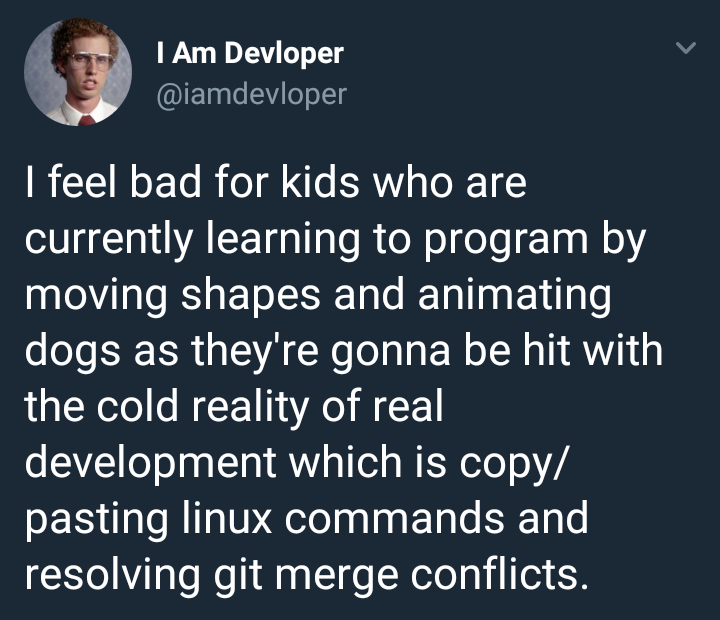 I Am Devloper
@iamdevloper
I feel bad for kids who are
currently learning to program by
moving shapes and animating
dogs as they're gonna be hit with
the cold reality of real
development which is copy/
pasting linux commands and
resolving git merge conflicts.